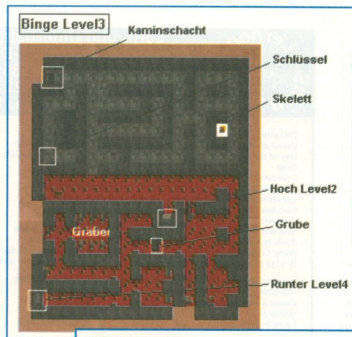 Binge Level3
Kaminschacht
Schlüssel
Skelett
Hoch Level2
Gräber
Grube
Runter Level4